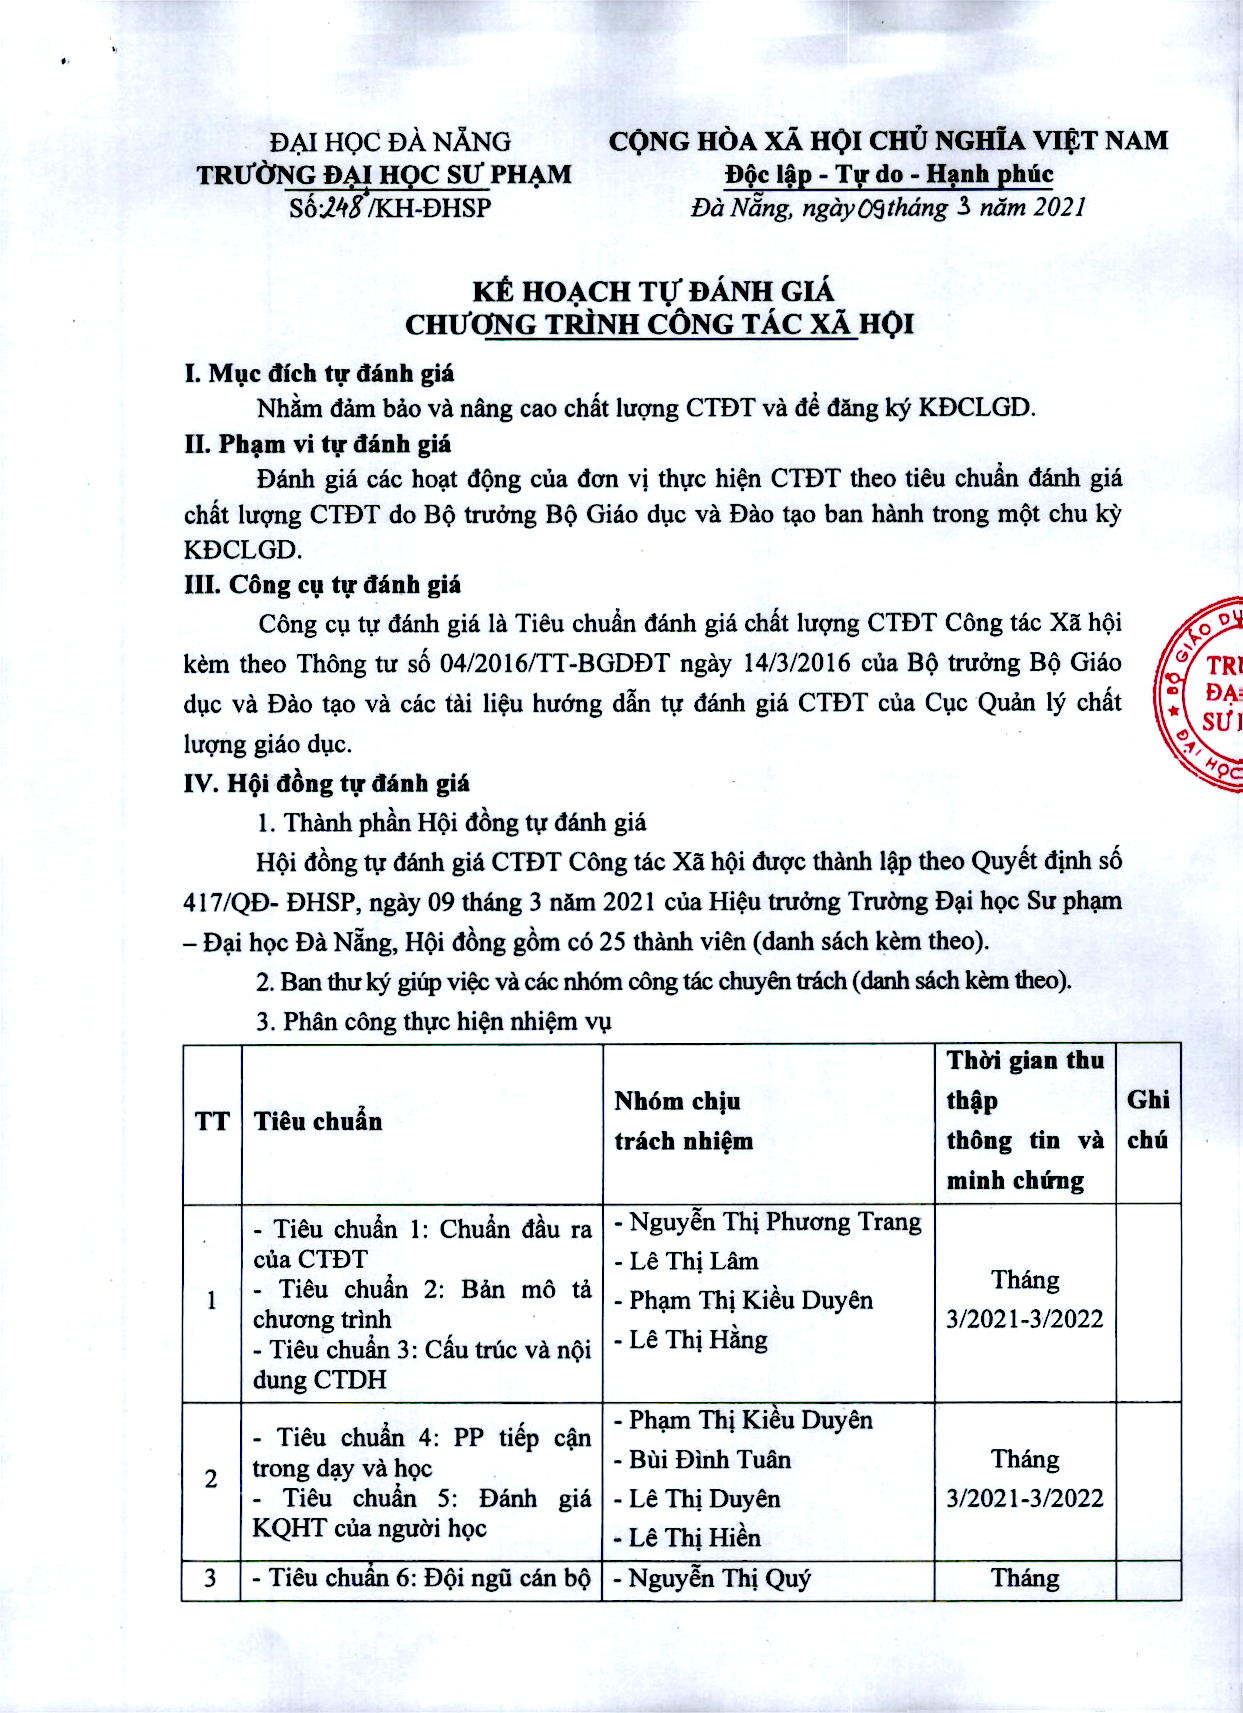 ĐẠI HỌC ĐÀ NẴNG
TRƯỜNG ĐẠI HỌC SƯ PHẠM
Số:248/KH-ĐHSP
CỘNG HÒA XÃ HỘI CHỦ NGHĨA VIỆT NAM
Độc lập - Tự do - Hạnh phúc
Đà Nẵng, ngày 09 tháng 3 năm 2021
KẾ HOẠCH TỰ ĐÁNH GIÁ
CHƯƠNG TRÌNH CÔNG TÁC XÃ HỘI
I. Mục đích tự đánh giá
Nhằm đảm bảo và nâng cao chất lượng CTĐT và để đăng ký KĐCLGD.
II. Phạm vi tự đánh giá
Đánh giá các hoạt động của đơn vị thực hiện CTĐT theo tiêu chuẩn đánh giá
chất lượng CTĐT do Bộ trưởng Bộ Giáo dục và Đào tạo ban hành trong một chu kỳ
KĐCLGD.
III. Công cụ tự đánh giá
Công cụ tự đánh giá là Tiêu chuẩn đánh giá chất lượng CTĐT Công tác Xã hội
kèm theo Thông tư số 04/2016/TT-BGDĐT ngày 14/3/2016 của Bộ trưởng Bộ Giáo
dục và Đào tạo và các tài liệu hướng dẫn tự đánh giá CTĐT của Cục Quản lý chất
lượng giáo dục.
BỘ GIÁO DỤ
TR
ĐẠ
SƯ
ĐẠI HỌC
IV. Hội đồng tự đánh giá
1. Thành phần Hội đồng tự đánh giá
Hội đồng tự đánh giá CTĐT Công tác Xã hội được thành lập theo Quyết định số
417/QĐ- ĐHSP, ngày 09 tháng 3 năm 2021 của Hiệu trưởng Trường Đại học Sư phạm
– Đại học Đà Nẵng, Hội đồng gồm có 25 thành viên (danh sách kèm theo).
2. Ban thư ký giúp việc và các nhóm công tác chuyên trách (danh sách kèm theo).
3. Phân công thực hiện nhiệm vụ
TT
Tiêu chuẩn
Nhóm chịu
trách nhiệm
Thời gian thu
thập
thông tin và
minh chứng
Ghi
chú
1
- Tiêu chuẩn 1: Chuẩn đầu ra
của CTĐT
- Tiêu chuẩn 2: Bản mô tả
chương trình
- Tiêu chuẩn 3: Cấu trúc và nội
dung CTDH
- Nguyễn Thị Phương Trang
- Lê Thị Lâm
- Phạm Thị Kiều Duyên
- Lê Thị Hằng
Tháng
3/2021-3/2022
2
- Tiêu chuẩn 4: PP tiếp cận
trong dạy và học
- Tiêu chuẩn 5: Đánh giá
KQHT của người học
- Phạm Thị Kiều Duyên
- Bùi Đình Tuân
- Lê Thị Duyên
- Lê Thị Hiền
Tháng
3/2021-3/2022
3
- Tiêu chuẩn 6: Đội ngũ cán bộ
- Nguyễn Thị Quý
Tháng